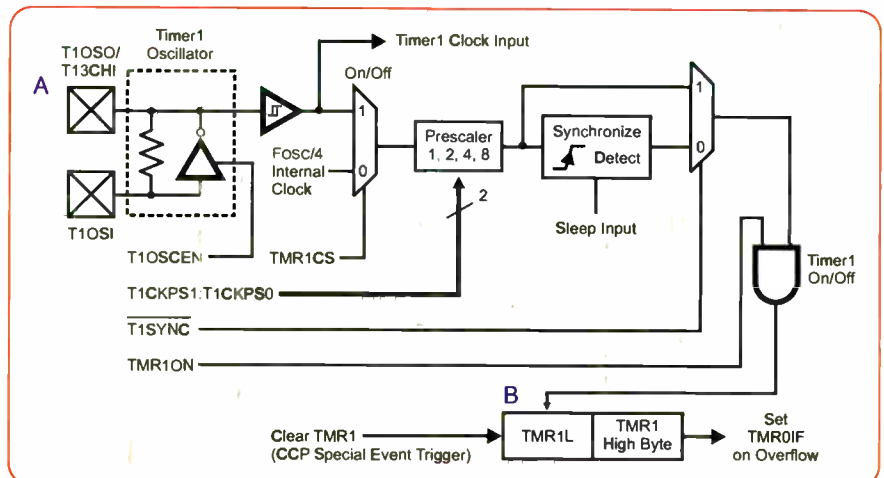 Timer1
Oscillator
T1OSO/
T13CHI
Timer1 Clock Input
A
On/Off
1
1
FOSC/4
Internal
Clock
0
Prescaler
1, 2, 4, 8
Synchronize
Detect
0
2
T1OSI
Sleep Input
T1OSCEN
TMR1CS
Timer1
On/Off
T1CKPS1:T1CKPS0
T1SYNC
TMR1ON
B
Clear TMR1
(CCP Special Event Trigger)
TMR1L
TMR1
High Byte
Set
TMR0IF
on Overflow